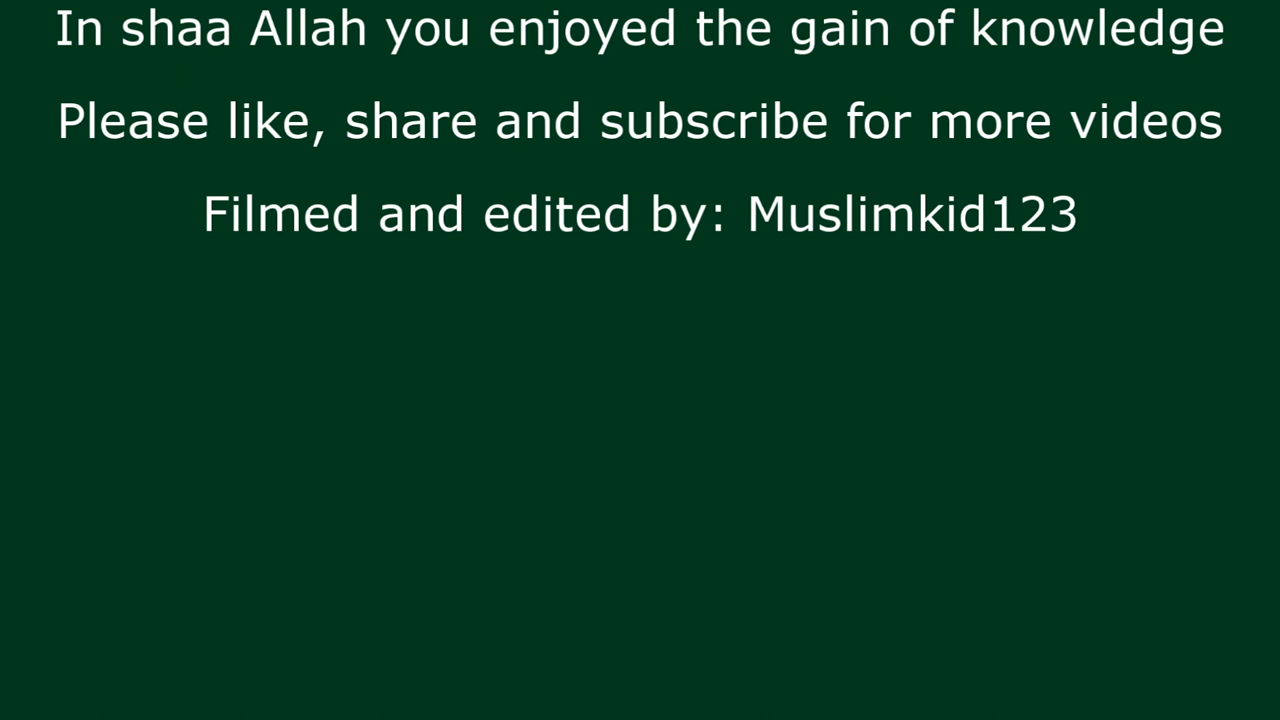 In shaa Allah you enjoyed the gain of knowledge
Please like, share and subscribe for more videos
Filmed and edited by: Muslimkid123